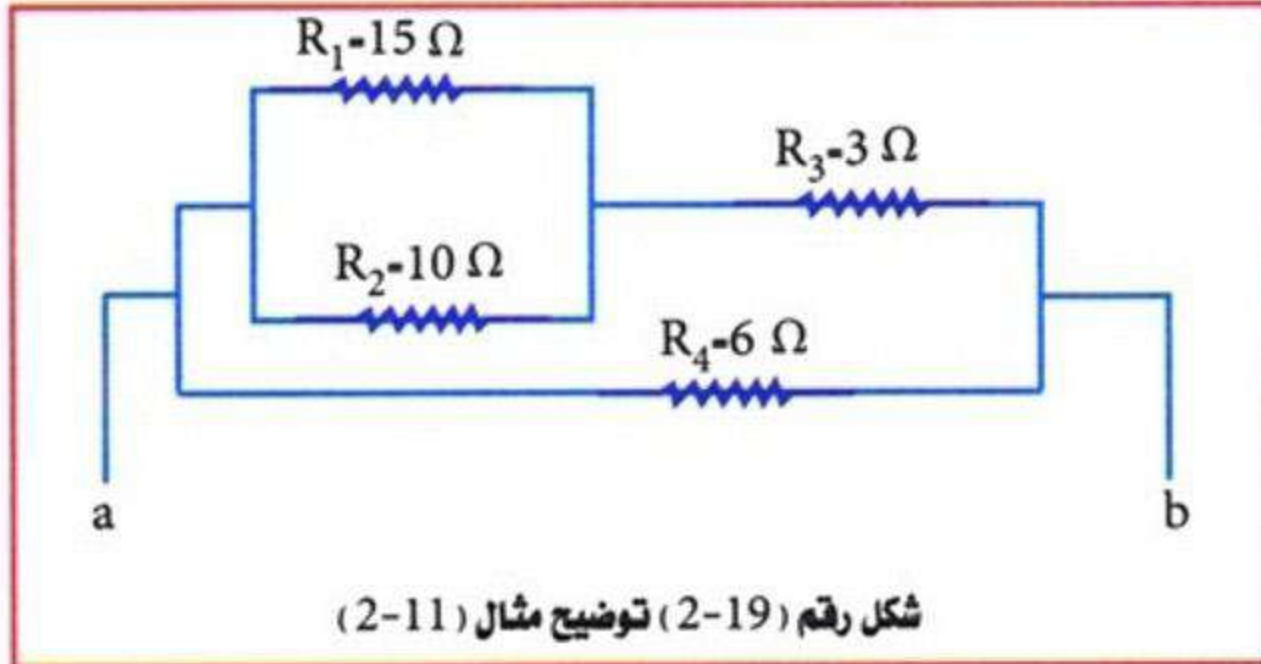 R₁-15 Ω
R₃-3 Ω
R₂-10 Ω
R₄-6 Ω
a
b
شكل رقم (19-2) توضيح مثال (11-2)